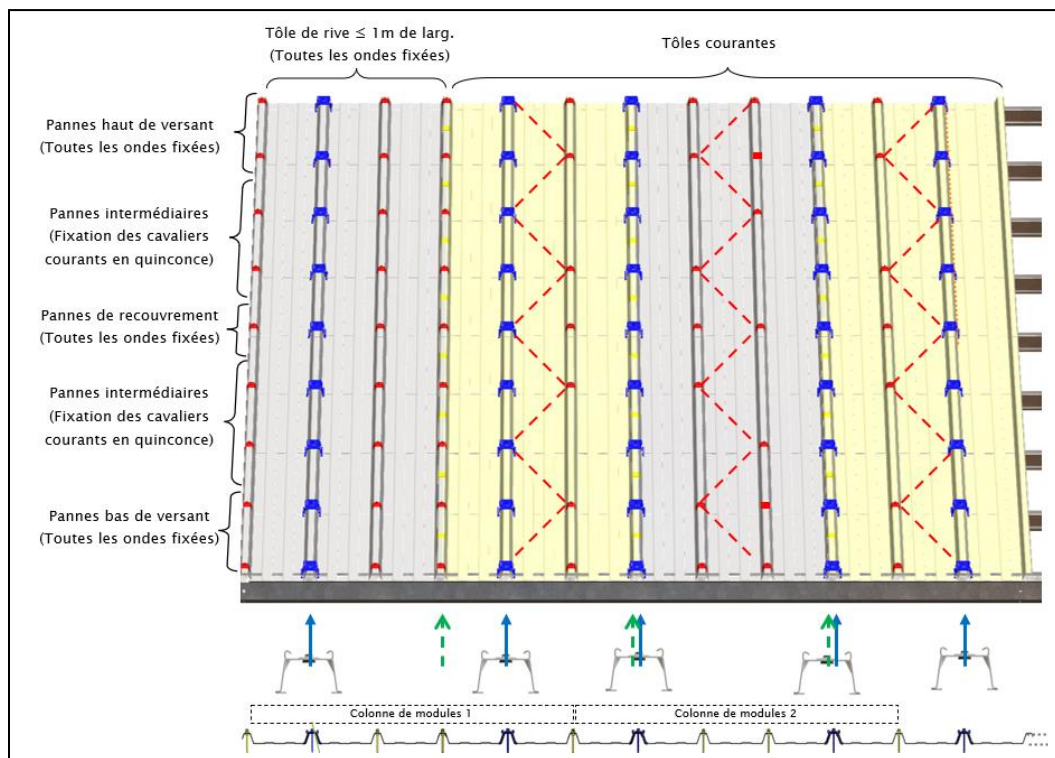 Tôle de rive ≤ 1m de larg.
(Toutes les ondes fixées)
Tôles courantes
Pannes haut de versant
(Toutes les ondes fixées)
Pannes intermédiaires
(Fixation des cavaliers
courants en quinconce)
Pannes de recouvrement
(Toutes les ondes fixées)
Pannes intermédiaires
(Fixation des cavaliers
courants en quinconce)
Pannes bas de versant
(Toutes les ondes fixées)
Colonne de modules 1
Colonne de modules 2